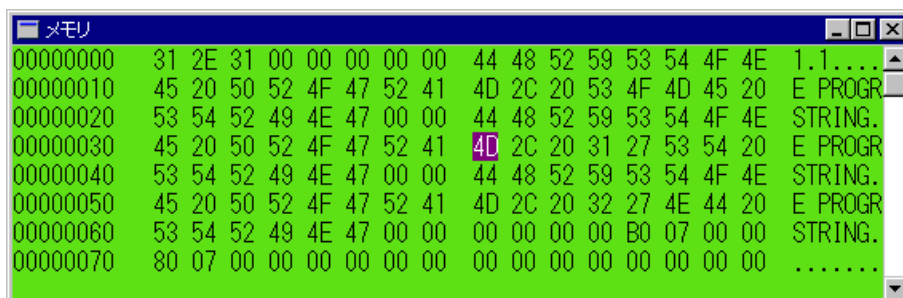 メモリ
00000000 31 2E 31 00 00 00 00 00 44 48 52 59 53 54 4F 4E 1.1....
00000010 45 20 50 52 4F 47 52 41 4D 2C 20 53 4F 4D 45 20 E PROGR
00000020 53 54 52 49 4E 47 00 00 44 48 52 59 53 54 4F 4E STRING.
00000030 45 20 50 52 4F 47 52 41 4D 2C 20 31 27 53 54 20 E PROGR
00000040 53 54 52 49 4E 47 00 00 44 48 52 59 53 54 4F 4E STRING.
00000050 45 20 50 52 4F 47 52 41 4D 2C 20 32 27 4E 44 20 E PROGR
00000060 53 54 52 49 4E 47 00 00 00 00 00 00 B0 07 00 00 STRING.
00000070 80 07 00 00 00 00 00 00 00 00 00 00 00 00 00 00 .......